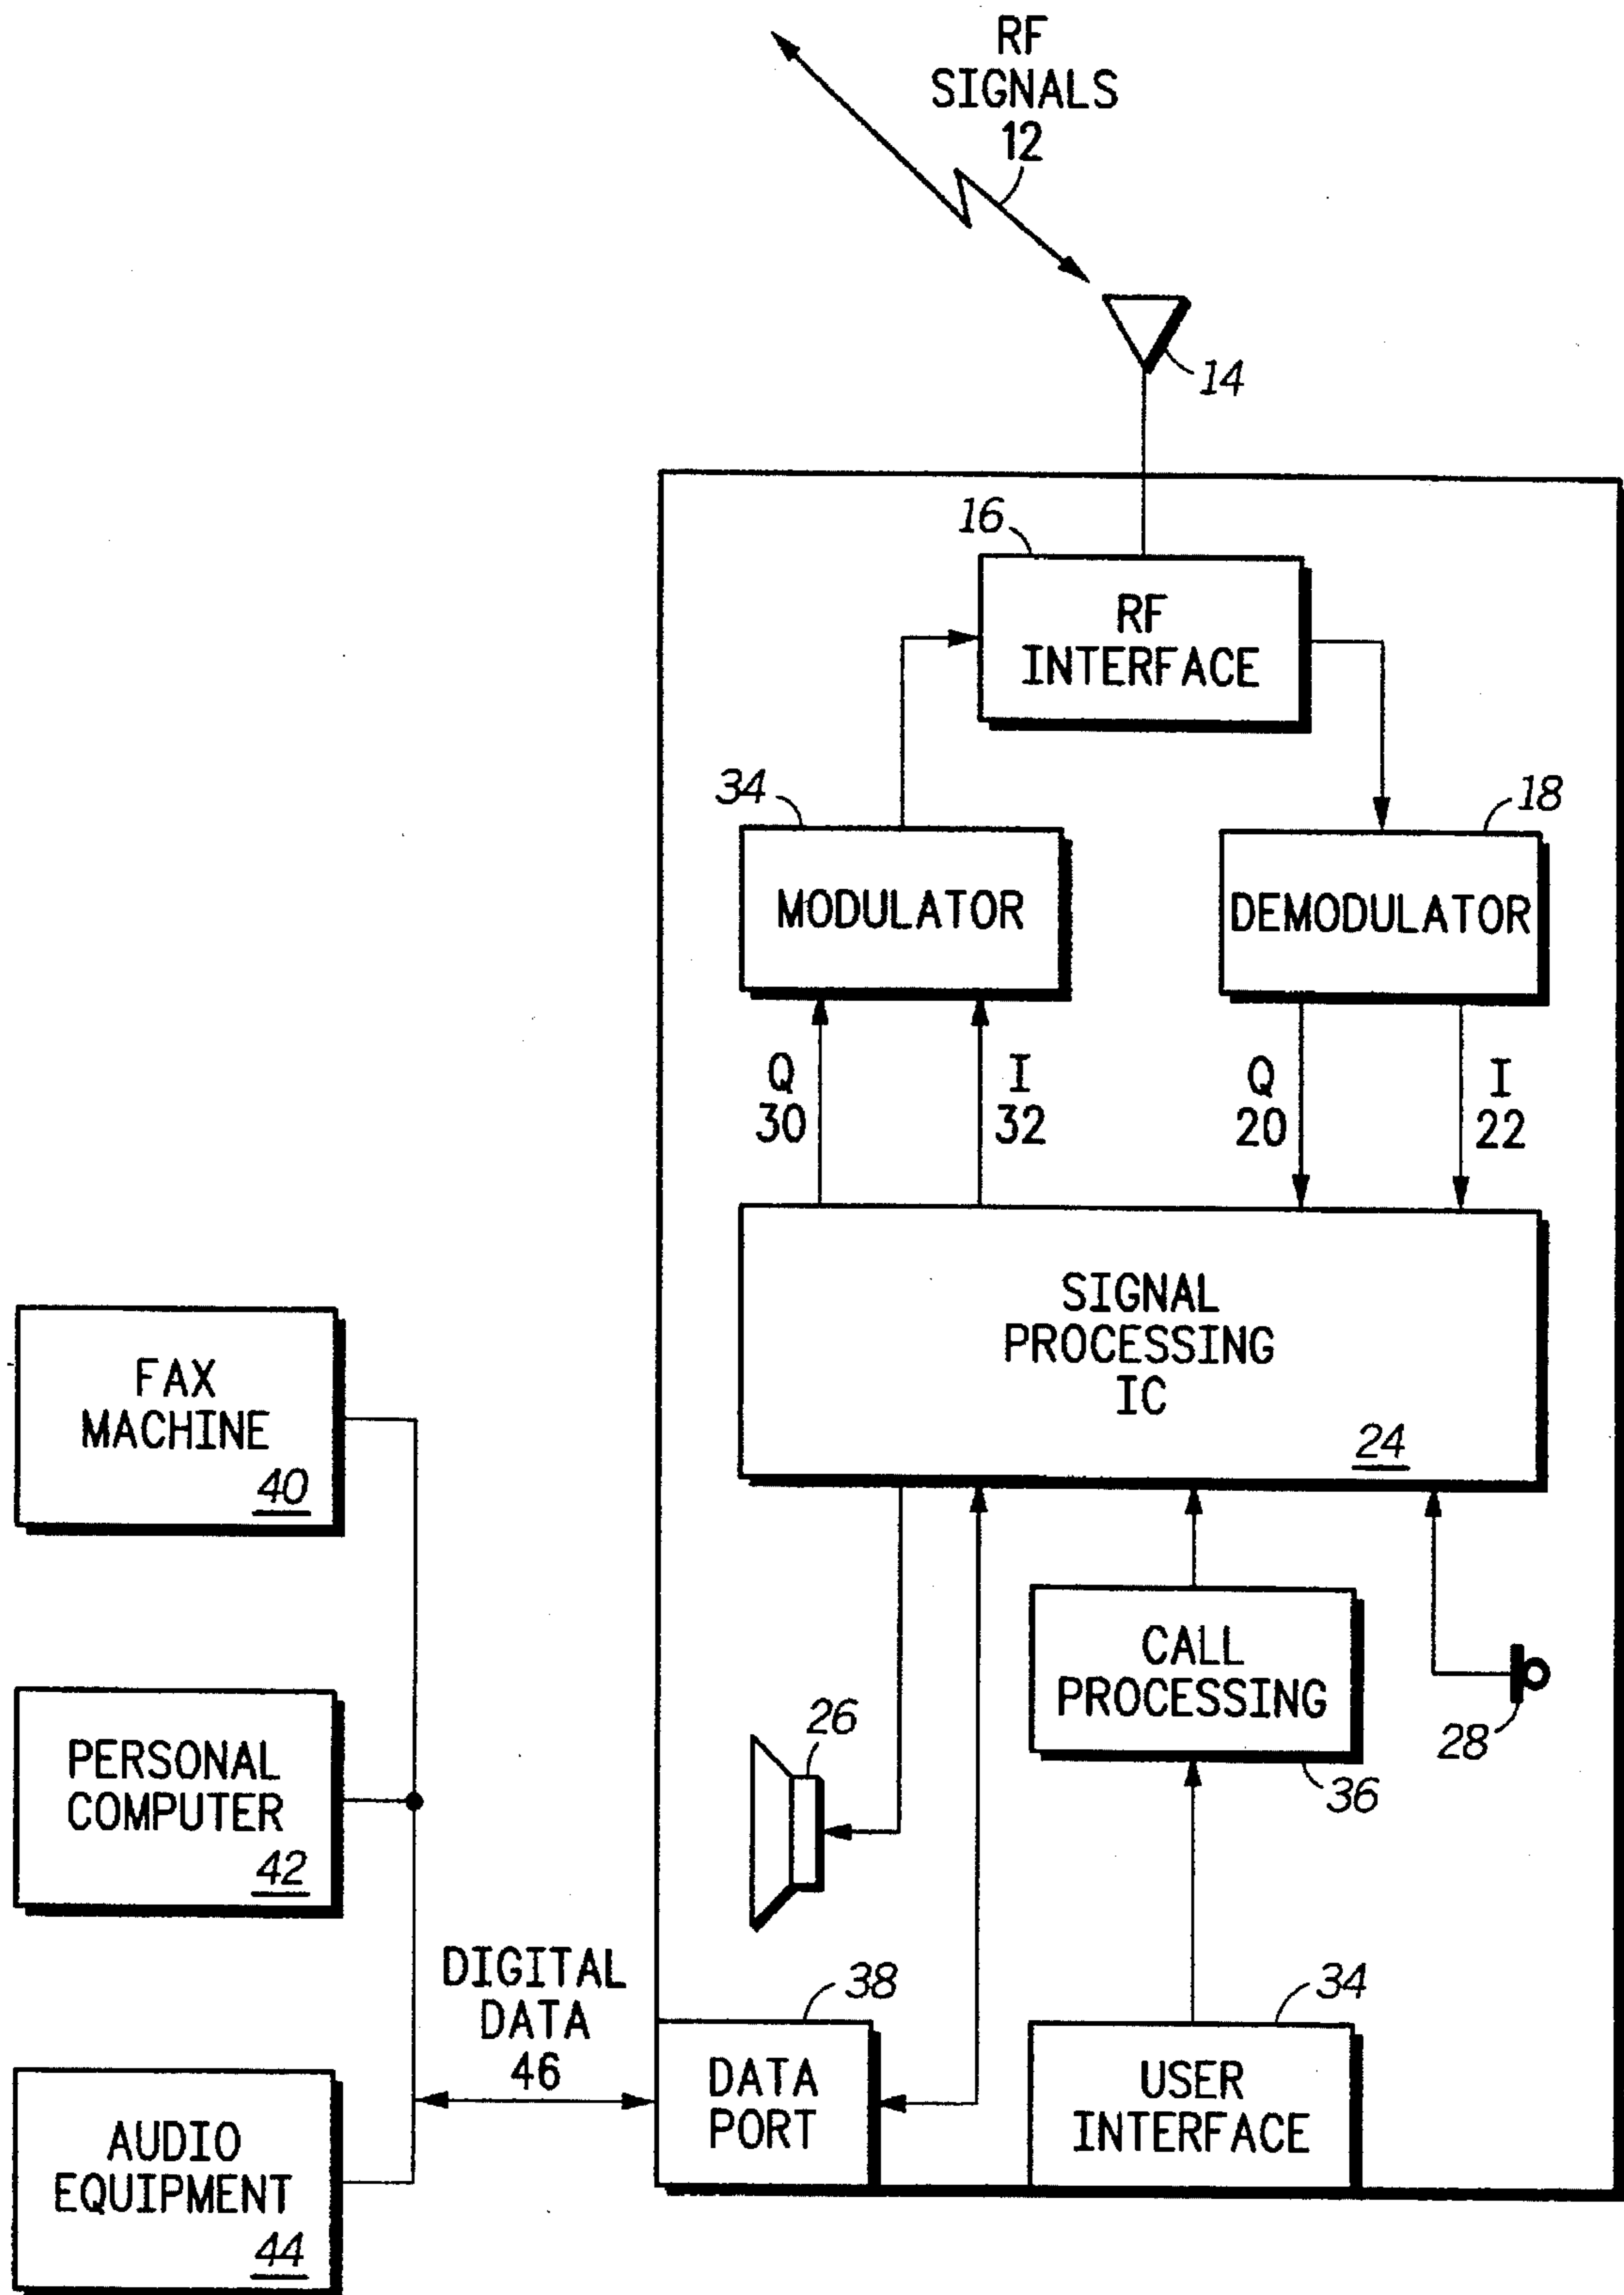 RF
SIGNALS
12
14
16
RF
INTERFACE
34
18
MODULATOR
DEMODULATOR
Q
30
I
32
Q
20
I
22
SIGNAL
PROCESSING
IC
24
FAX
MACHINE
40
CALL
PROCESSING
36
28
26
PERSONAL
COMPUTER
42
DIGITAL
DATA
46
38
DATA
PORT
34
USER
INTERFACE
AUDIO
EQUIPMENT
44